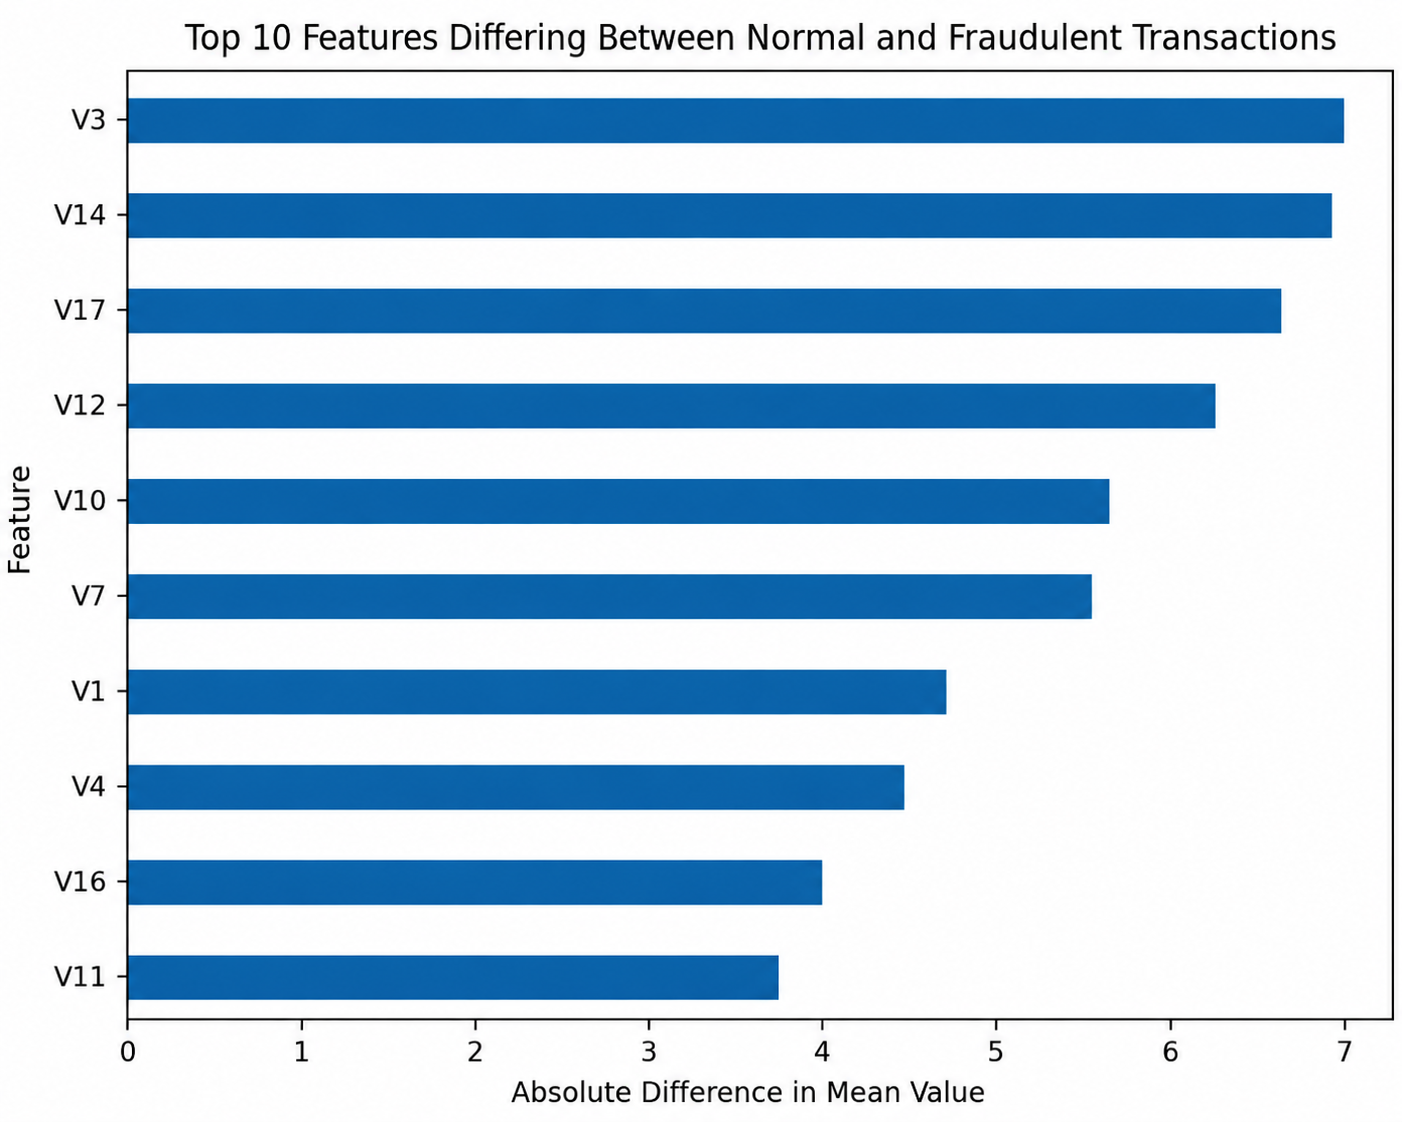 Top 10 Features Differing Between Normal and Fraudulent Transactions
V3
V14
V17
V12
V10
V7
V1
V4
V16
V11
Feature
0 1 2 3 4 5 6 7
Absolute Difference in Mean Value